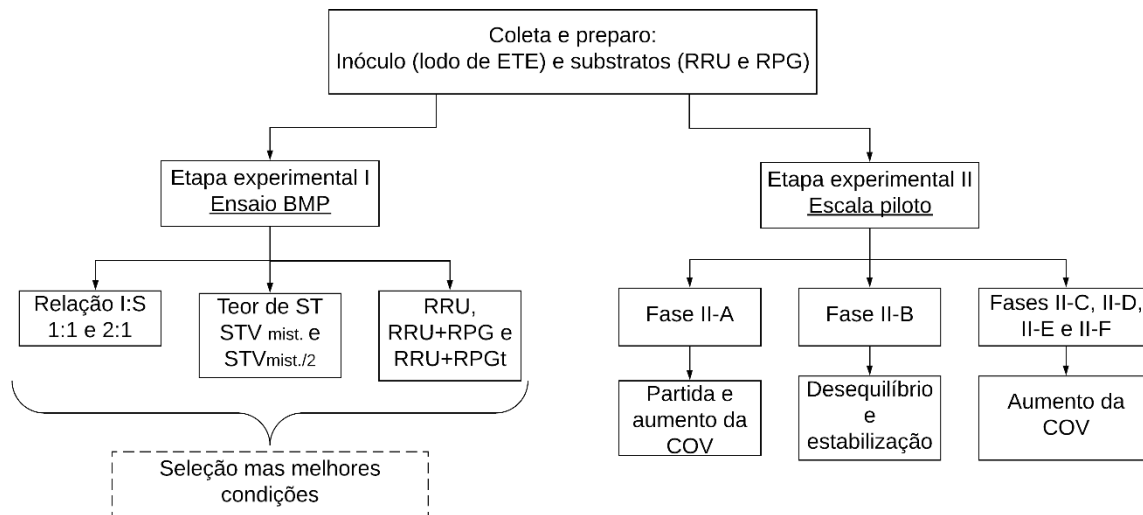 Coleta e preparo:
Inóculo (lodo de ETE) e substratos (RRU e RPG)
Etapa experimental I
Ensaio BMP
Etapa experimental II
Escala piloto
Relação I:S
1:1 e 2:1
Teor de ST
STV mist. e
STVmist./2
RRU,
RRU+RPG e
RRU+RPGt
Fase II-A
Fase II-B
Fases II-C, II-D,
II-E e II-F
Partida e
aumento da
COV
Desequilíbrio
e
estabilização
Aumento da
COV
Seleção mas melhores
condições